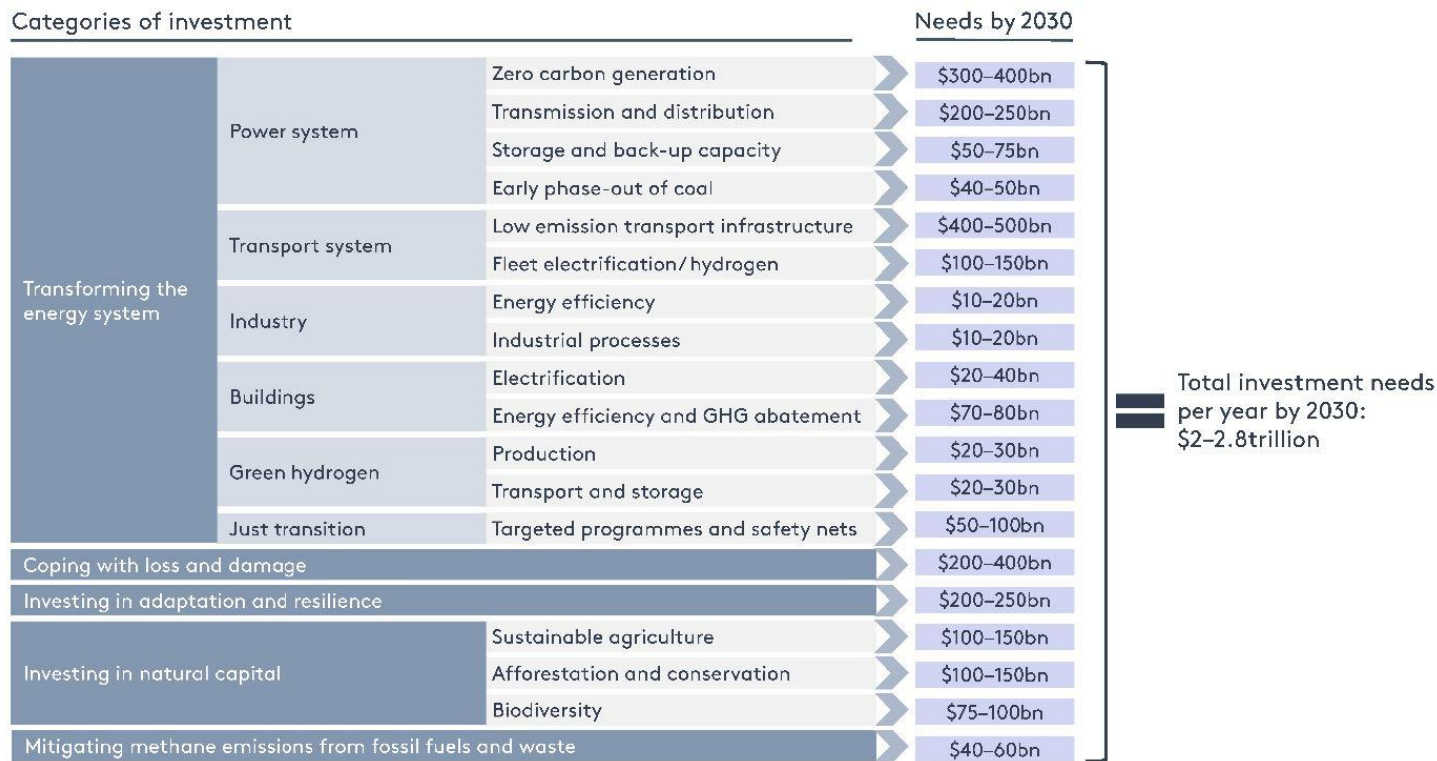 Categories of investment
Needs by 2030
Transforming the
energy system
Power system
Zero carbon generation
$300–400bn
Transmission and distribution
$200–250bn
Storage and back-up capacity
$50–75bn
Early phase-out of coal
$40–50bn
Transport system
Low emission transport infrastructure
$400–500bn
Fleet electrification/hydrogen
$100–150bn
Industry
Energy efficiency
$10–20bn
Industrial processes
$10–20bn
Buildings
Electrification
$20–40bn
Energy efficiency and GHG abatement
$70–80bn
Green hydrogen
Production
$20–30bn
Transport and storage
$20–30bn
Just transition
Targeted programmes and safety nets
$50–100bn
Coping with loss and damage
$200–400bn
Investing in adaptation and resilience
$200–250bn
Investing in natural capital
Sustainable agriculture
$100–150bn
Afforestation and conservation
$100–150bn
Biodiversity
$75–100bn
Mitigating methane emissions from fossil fuels and waste
$40–60bn
Total investment needs
per year by 2030:
$2–2.8trillion